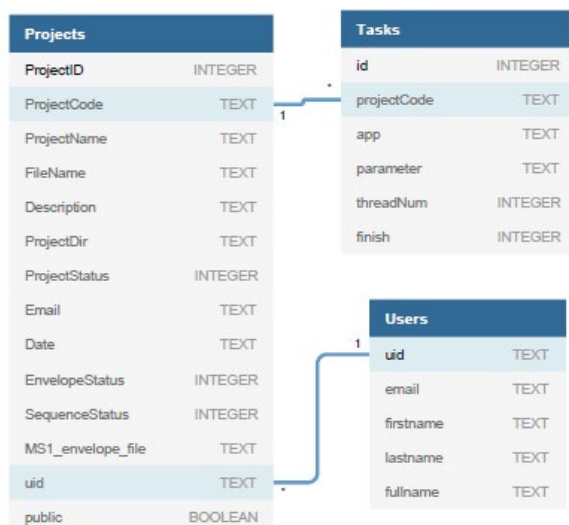 Projects
ProjectID INTEGER
ProjectCode TEXT
ProjectName TEXT
FileName TEXT
Description TEXT
ProjectDir TEXT
ProjectStatus INTEGER
Email TEXT
Date TEXT
EnvelopeStatus INTEGER
SequenceStatus INTEGER
MS1_envelope_file TEXT
uid TEXT
public BOOLEAN
1
*
Tasks
id INTEGER
projectCode TEXT
app TEXT
parameter TEXT
threadNum INTEGER
finish INTEGER
1
*
Users
uid TEXT
email TEXT
firstname TEXT
lastname TEXT
fullname TEXT